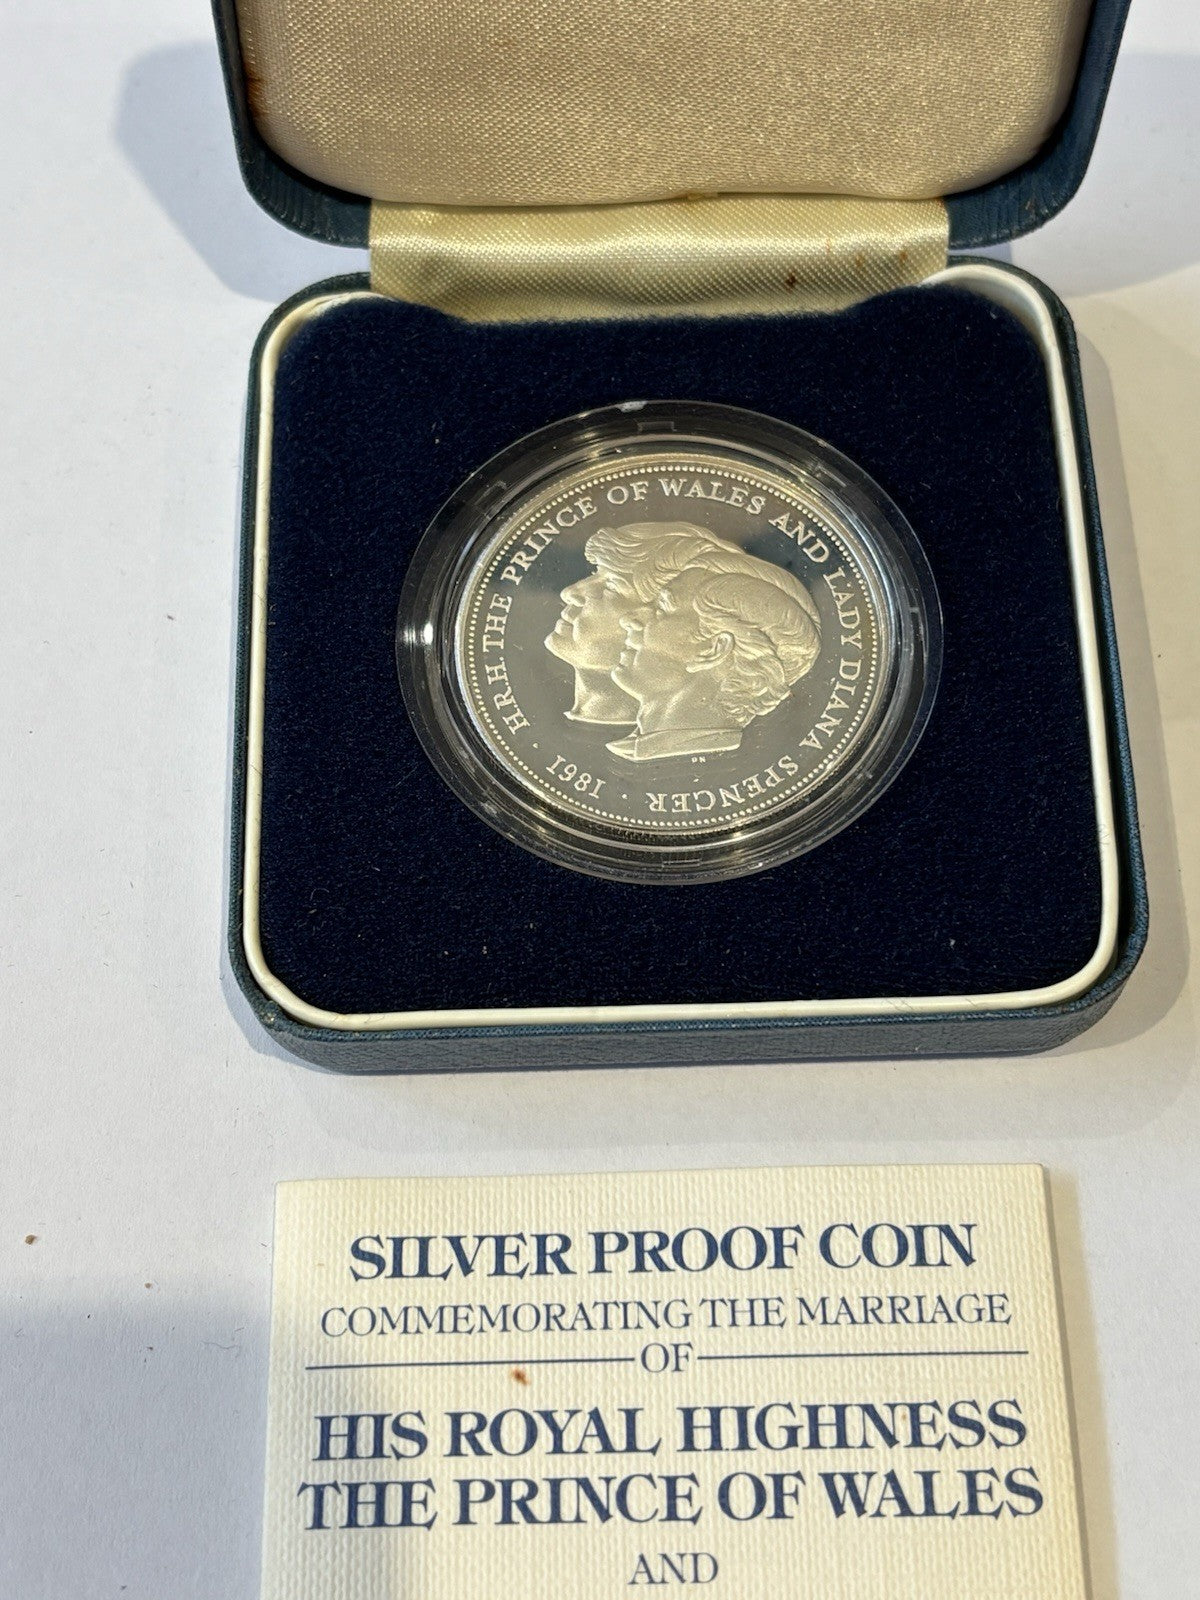 H.R.H. THE PRINCE OF WALES AND LADY DIANA SPENCER · 1981 ·
PN
SILVER PROOF COIN
COMMEMORATING THE MARRIAGE
OF
HIS ROYAL HIGHNESS
THE PRINCE OF WALES
AND